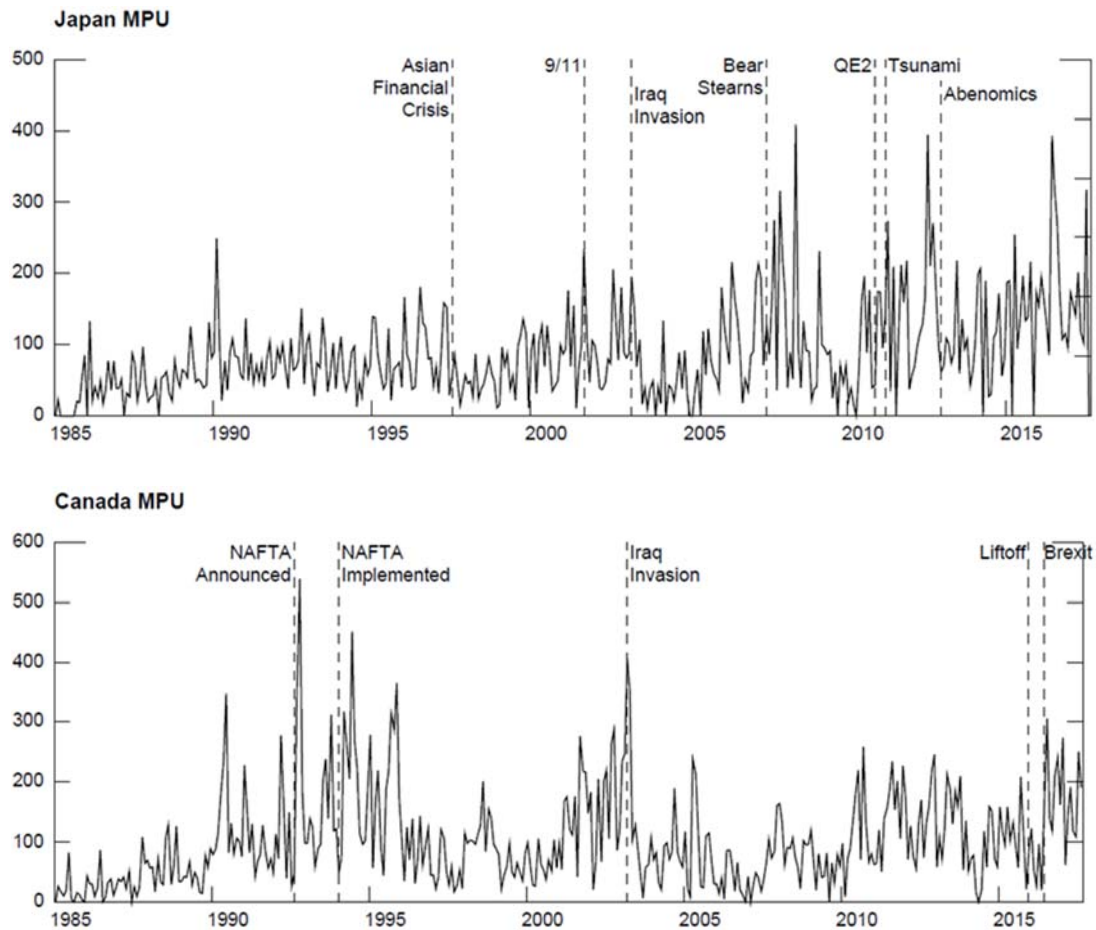 Japan MPU
500
400
300
200
100
0
Asian
Financial
Crisis
9/11
Iraq
Invasion
Bear
Stearns
QE2
Tsunami
Abenomics
1985 1990 1995 2000 2005 2010 2015
Canada MPU
600
500
400
300
200
100
0
NAFTA
Announced
NAFTA
Implemented
Iraq
Invasion
Liftoff
Brexit
1985 1990 1995 2000 2005 2010 2015